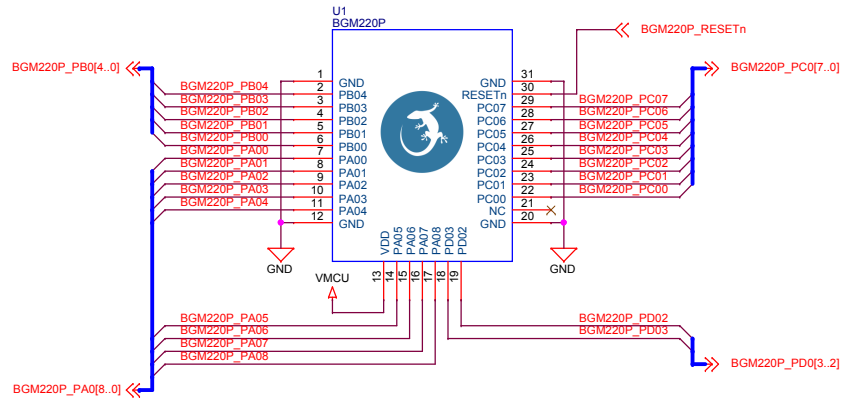 U1
BGM220P
BGM220P_RESETn
BGM220P_PB0[4..0]
BGM220P_PC0[7..0]
1 GND
GND 31
BGM220P_PB04 2 PB04
RESETn 30
BGM220P_PB03 3 PB03
PC07 29 BGM220P_PC07
BGM220P_PB02 4 PB02
PC06 28 BGM220P_PC06
BGM220P_PB01 5 PB01
PC05 27 BGM220P_PC05
BGM220P_PB00 6 PB00
PC04 26 BGM220P_PC04
BGM220P_PA00 7 PA00
PC03 25 BGM220P_PC03
BGM220P_PA01 8 PA01
PC02 24 BGM220P_PC02
BGM220P_PA02 9 PA02
PC01 23 BGM220P_PC01
BGM220P_PA03 10 PA03
PC00 22 BGM220P_PC00
BGM220P_PA04 11 PA04
NC 21
12 GND
GND 20
VDD PA05 PA06 PA07 PA08 PD03 PD02
13 14 15 16 17 18 19
GND
GND
VMCU
BGM220P_PA05
BGM220P_PD02
BGM220P_PA06
BGM220P_PD03
BGM220P_PA07
BGM220P_PA08
BGM220P_PD0[3..2]
BGM220P_PA0[8..0]